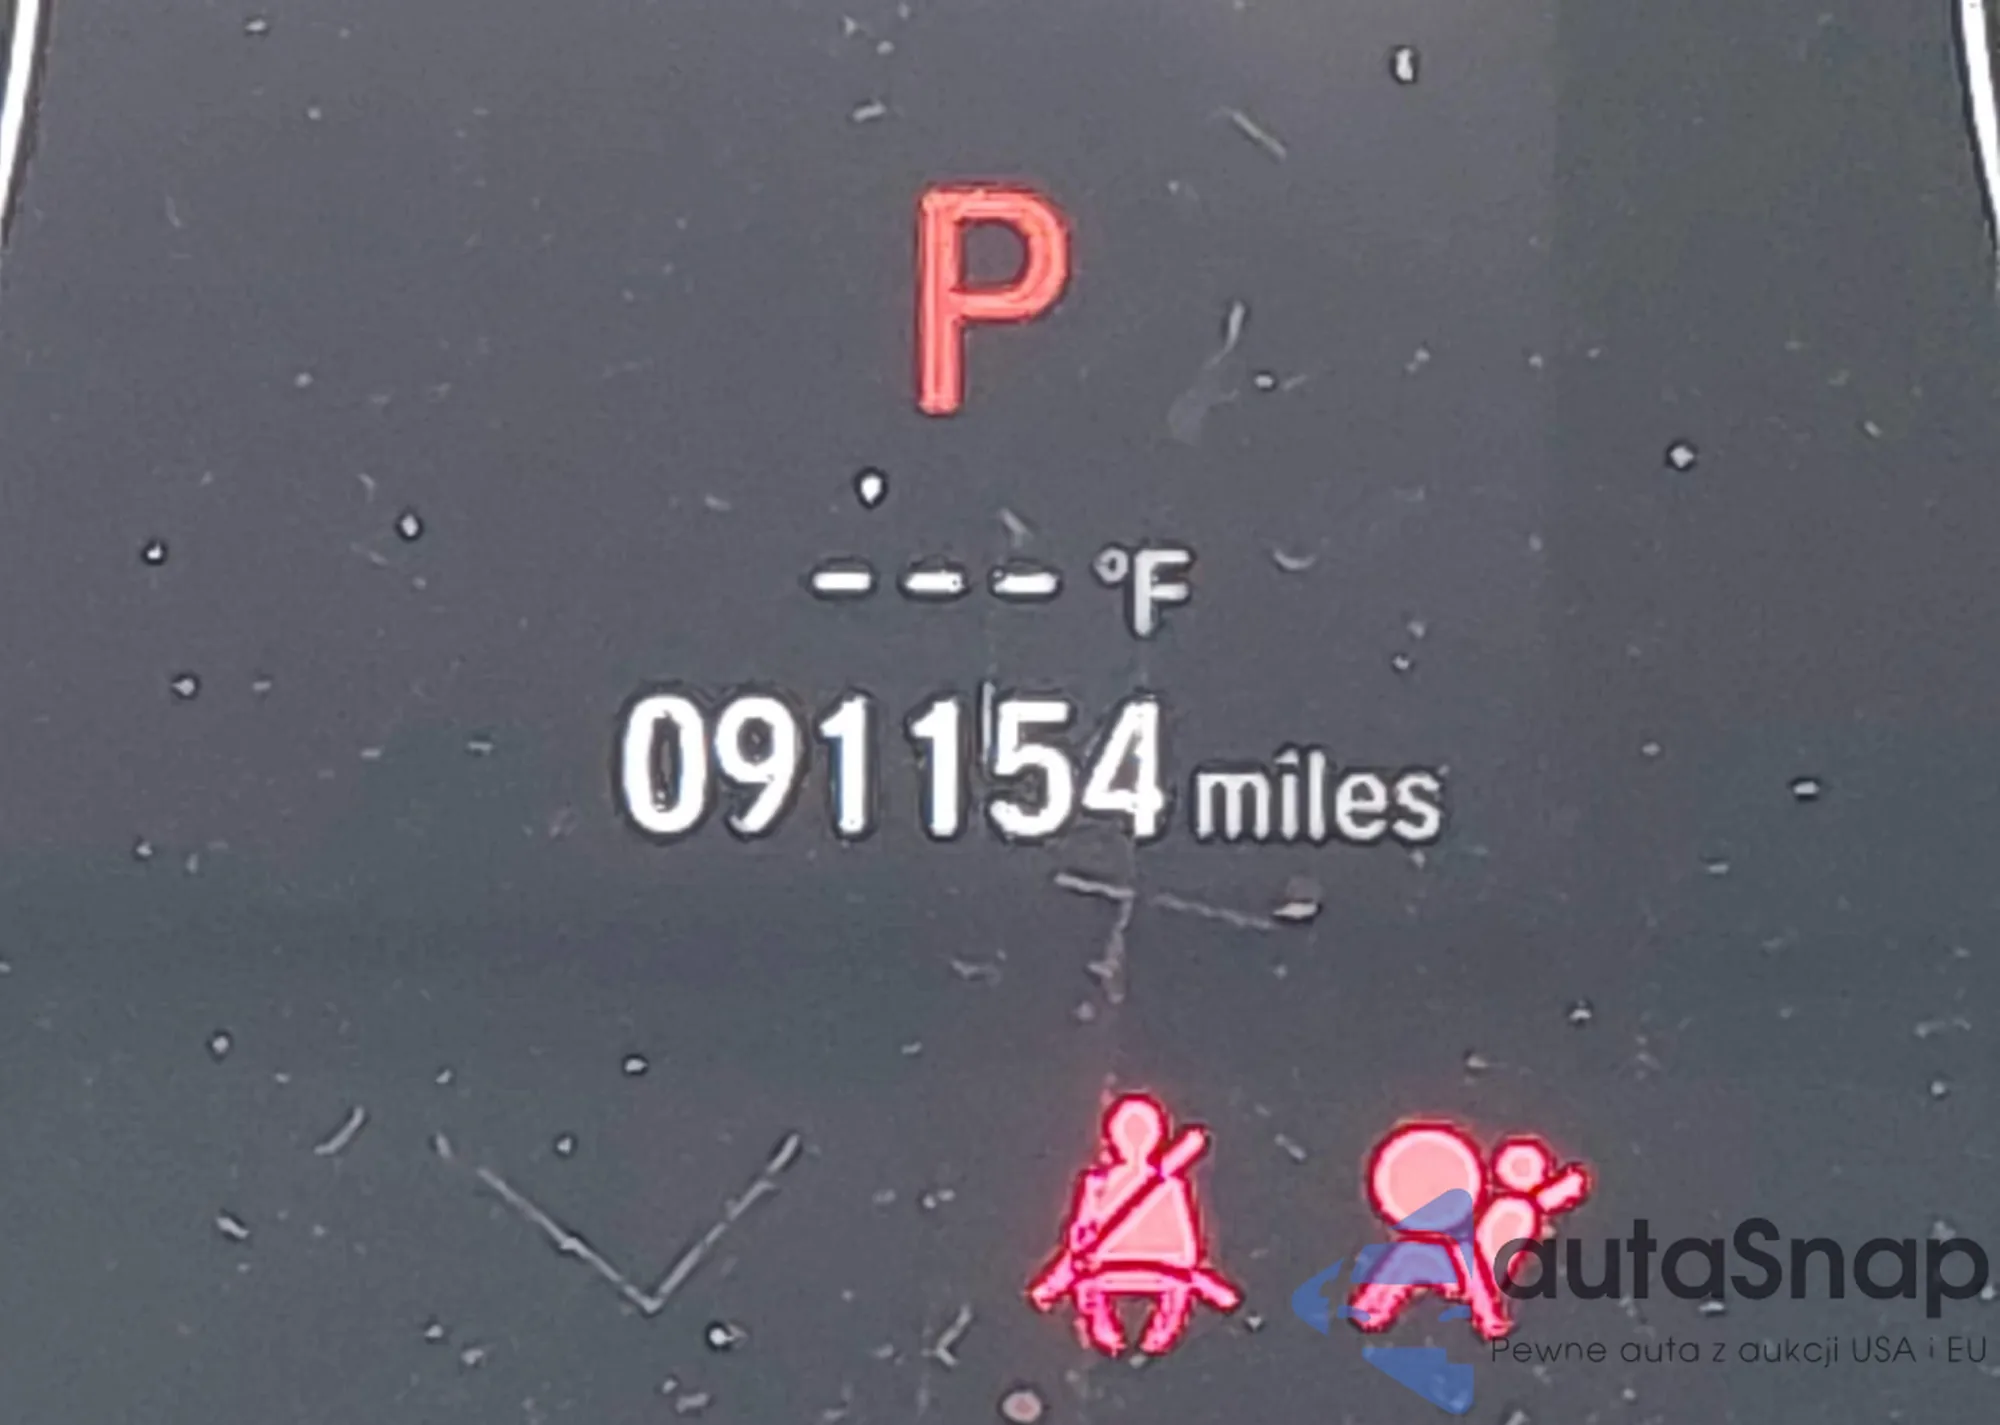 P
--- °F
091154 miles
autaSnap
Pewne auta z aukcji USA i EU